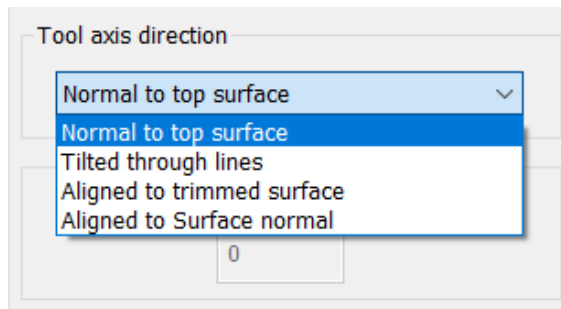 Tool axis direction
Normal to top surface
Normal to top surface
Tilted through lines
Aligned to trimmed surface
Aligned to Surface normal
0